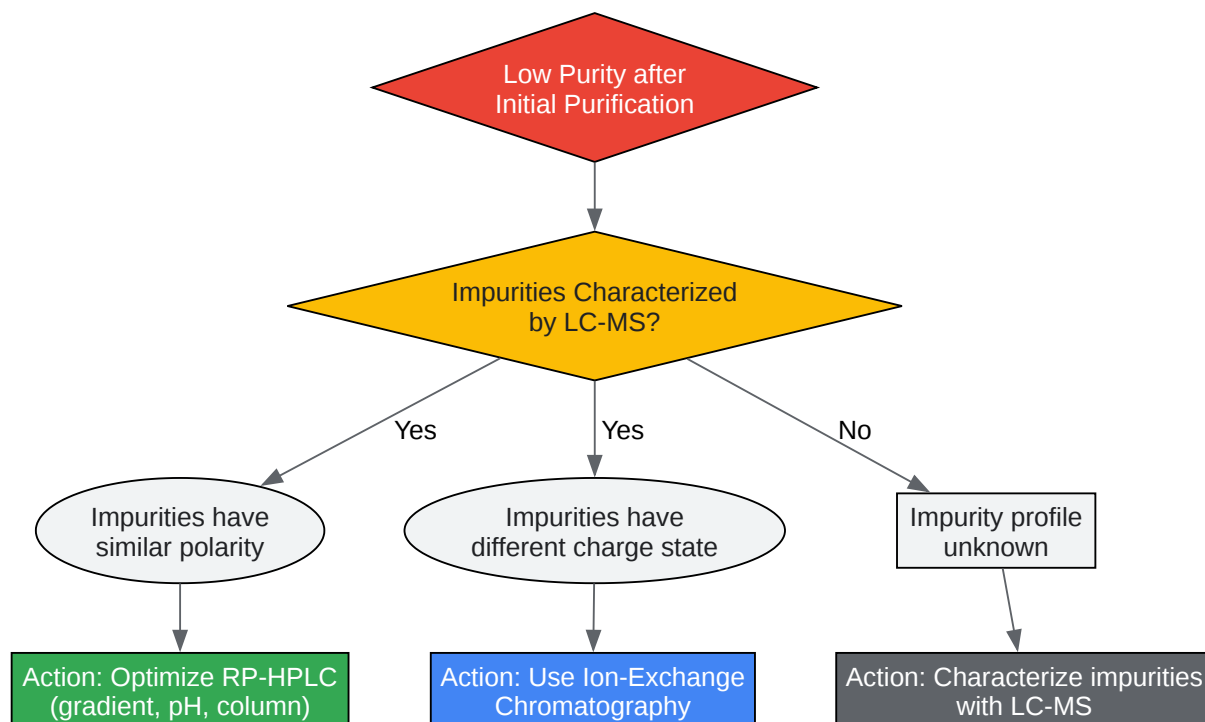 Low Purity after
Initial Purification
Impurities Characterized
by LC-MS?
Yes
Yes
No
Impurities have
similar polarity
Impurities have
different charge state
Impurity profile
unknown
Action: Optimize RP-HPLC
(gradient, pH, column)
Action: Use Ion-Exchange
Chromatography
Action: Characterize impurities
with LC-MS